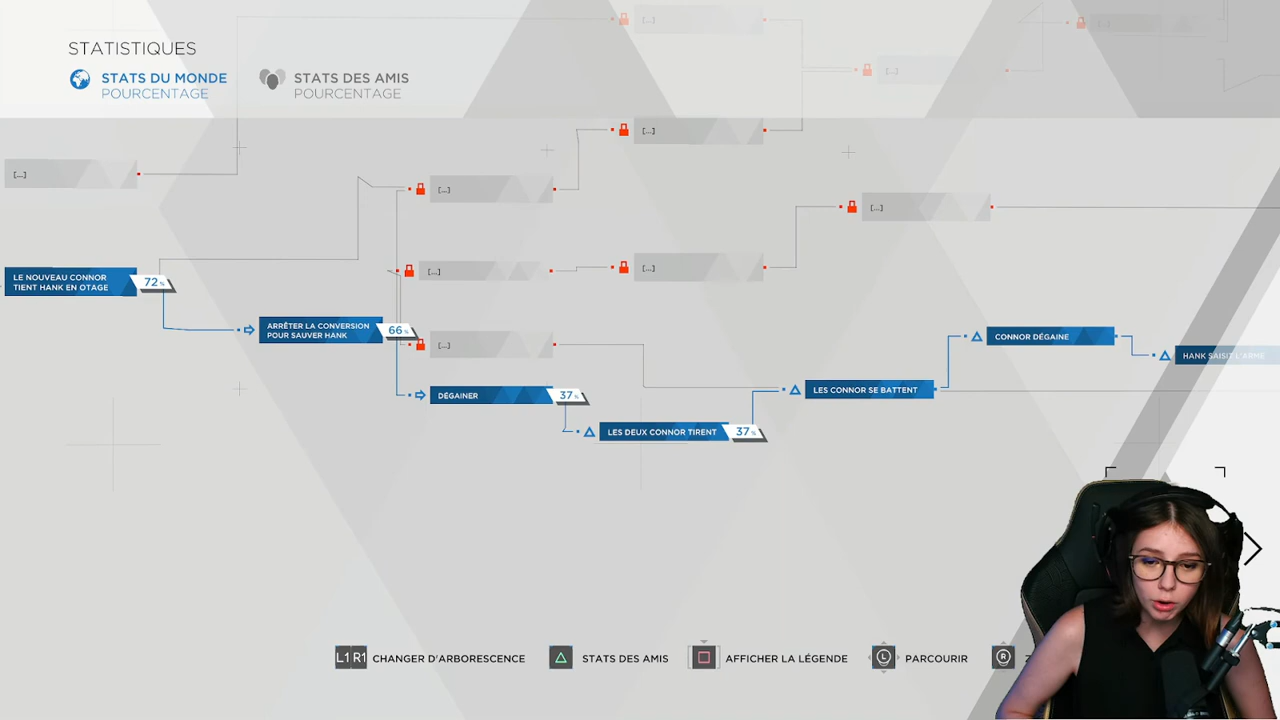 STATISTIQUES
STATS DU MONDE
POURCENTAGE
STATS DES AMIS
POURCENTAGE
[...]
[...]
[...]
[...]
[...]
[...]
[...]
[...]
LE NOUVEAU CONNOR
TIENT HANK EN OTAGE
72%
ARRÊTER LA CONVERSION
POUR SAUVER HANK
66%
[...]
DÉGAINER
37%
LES DEUX CONNOR TIRENT
37%
LES CONNOR SE BATTENT
CONNOR DÉGAINE
HANK SAISIT L'ARME
L1 R1 CHANGER D'ARBORESCENCE
STATS DES AMIS
AFFICHER LA LÉGENDE
L PARCOURIR
R